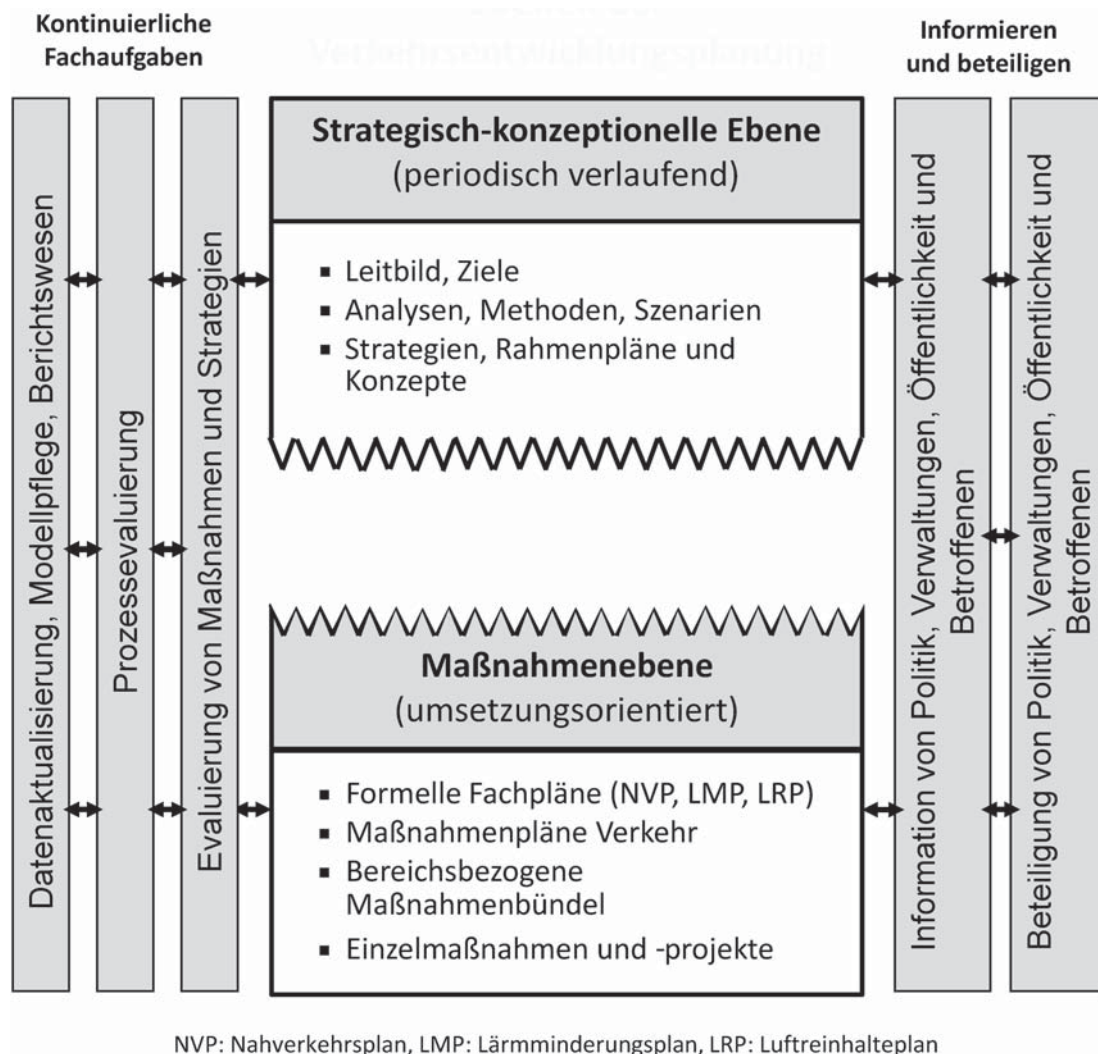 Verkehrsentwicklungsplanung
Kontinuierliche
Fachaufgaben
Informieren
und beteiligen
Datenaktualisierung, Modellpflege, Berichtswesen
Prozessevaluierung
Evaluierung von Maßnahmen und Strategien
Strategisch-konzeptionelle Ebene
(periodisch verlaufend)
▪ Leitbild, Ziele
▪ Analysen, Methoden, Szenarien
▪ Strategien, Rahmenpläne und
Konzepte
Maßnahmenebene
(umsetzungsorientiert)
▪ Formelle Fachpläne (NVP, LMP, LRP)
▪ Maßnahmenpläne Verkehr
▪ Bereichsbezogene
Maßnahmenbündel
▪ Einzelmaßnahmen und -projekte
Information von Politik, Verwaltungen, Öffentlichkeit und
Betroffenen
Beteiligung von Politik, Verwaltungen, Öffentlichkeit und
Betroffenen
NVP: Nahverkehrsplan, LMP: Lärmminderungsplan, LRP: Luftreinhalteplan